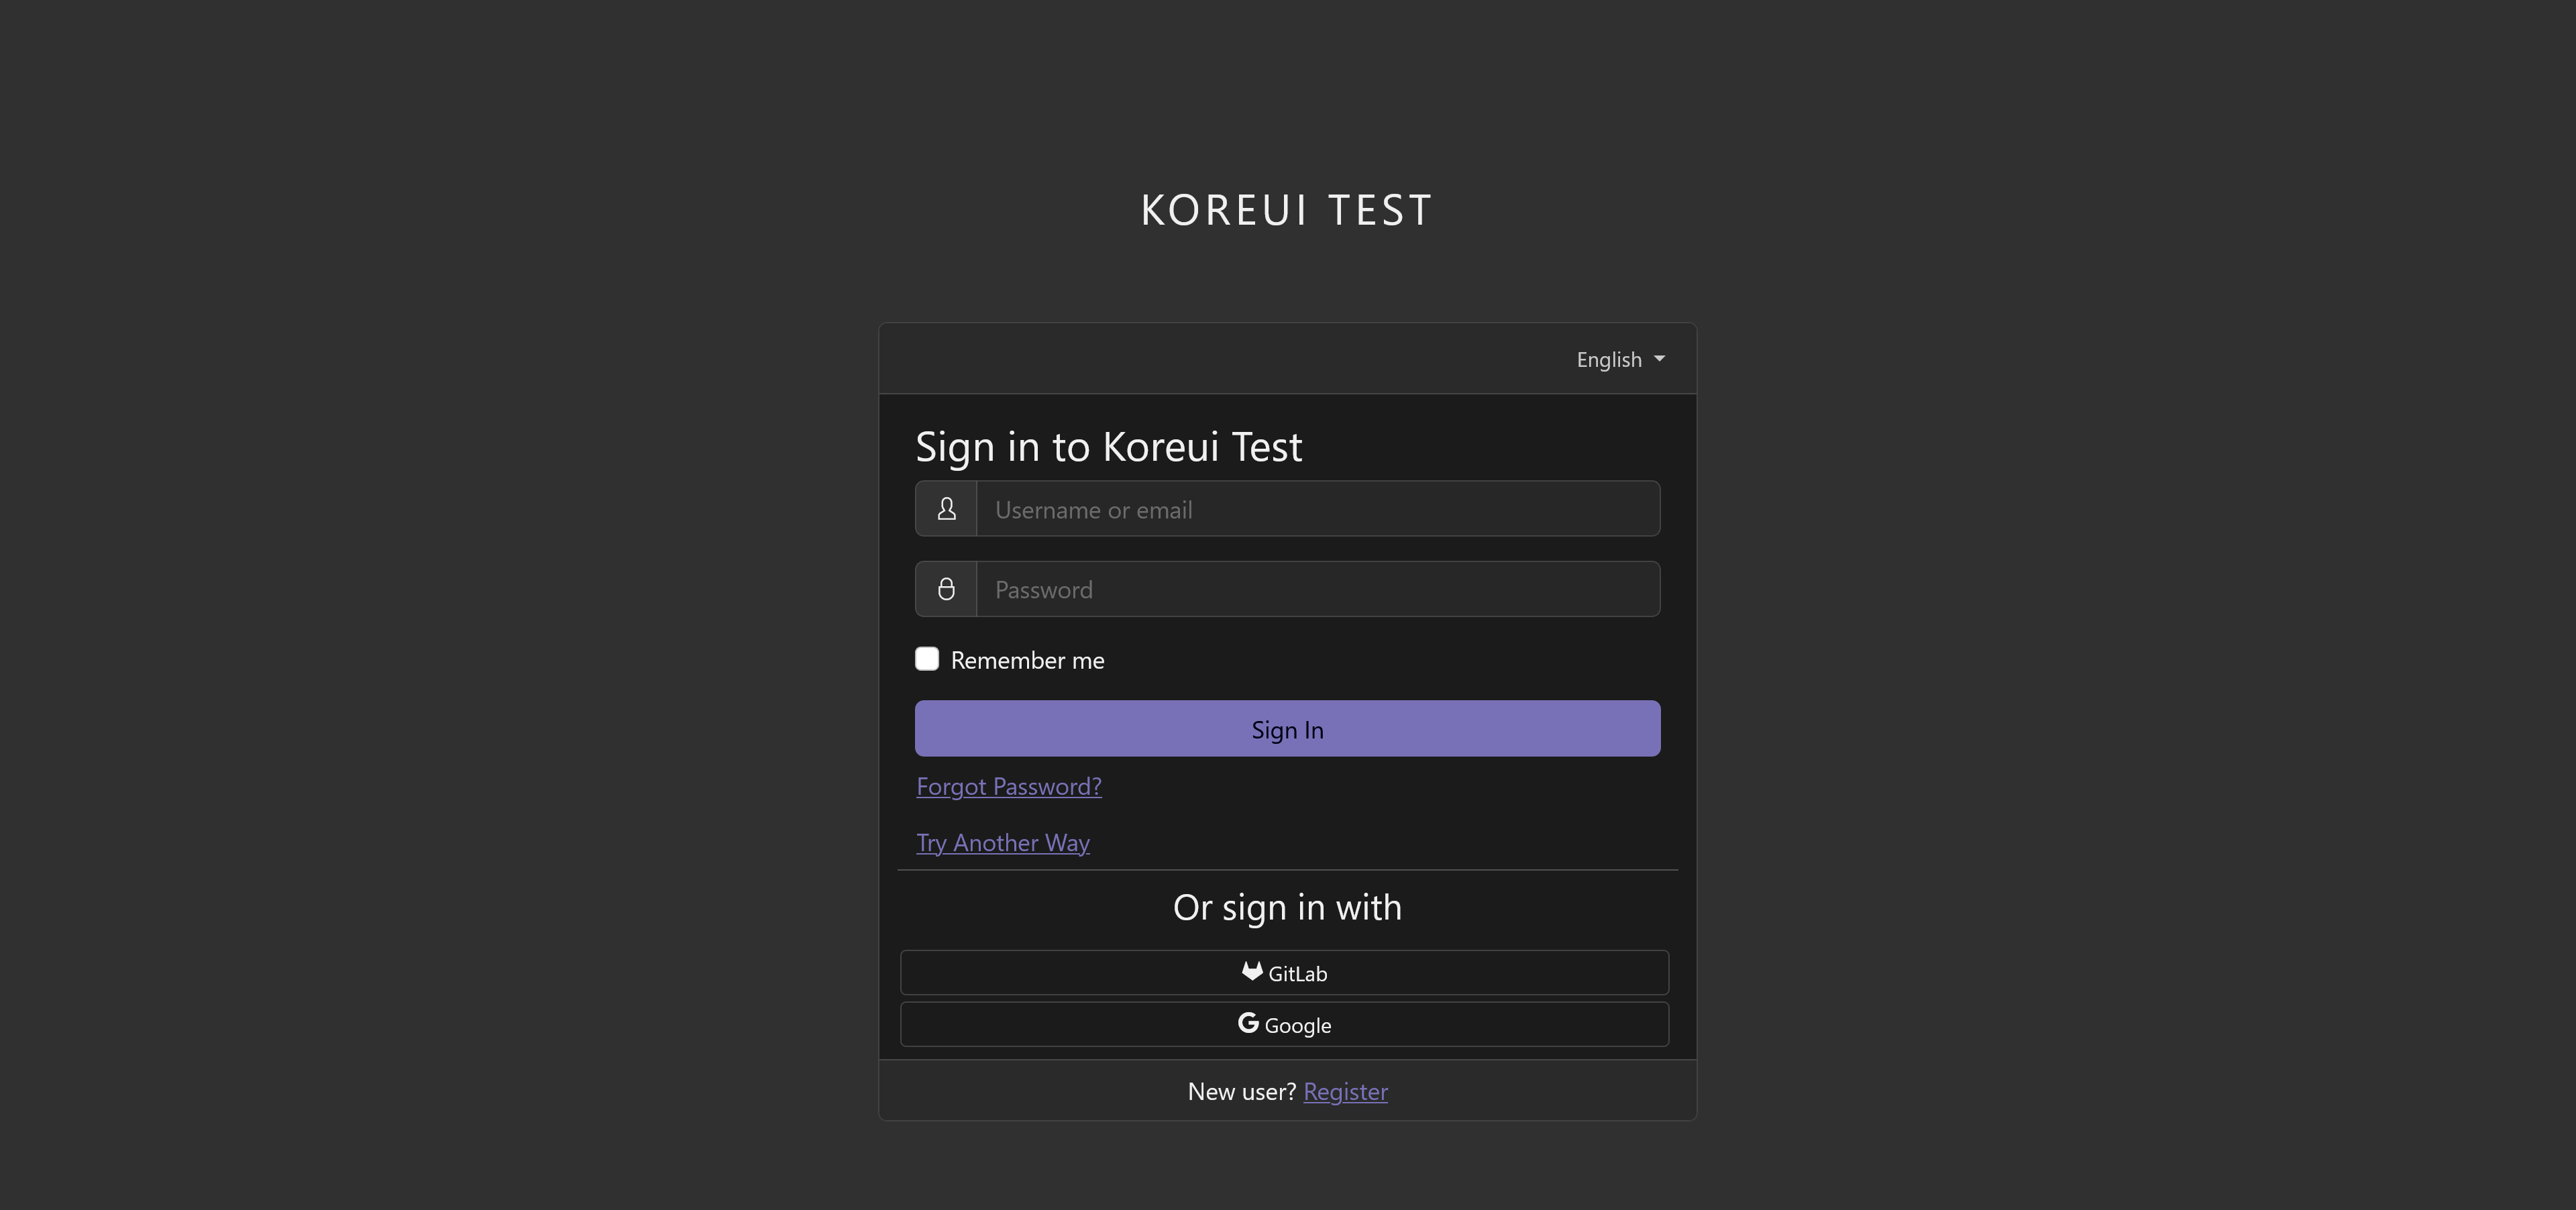 KOREUI TEST
English
Sign in to Koreui Test
Username or email
Password
Remember me
Sign In
Forgot Password?
Try Another Way
Or sign in with
GitLab
Google
New user? Register